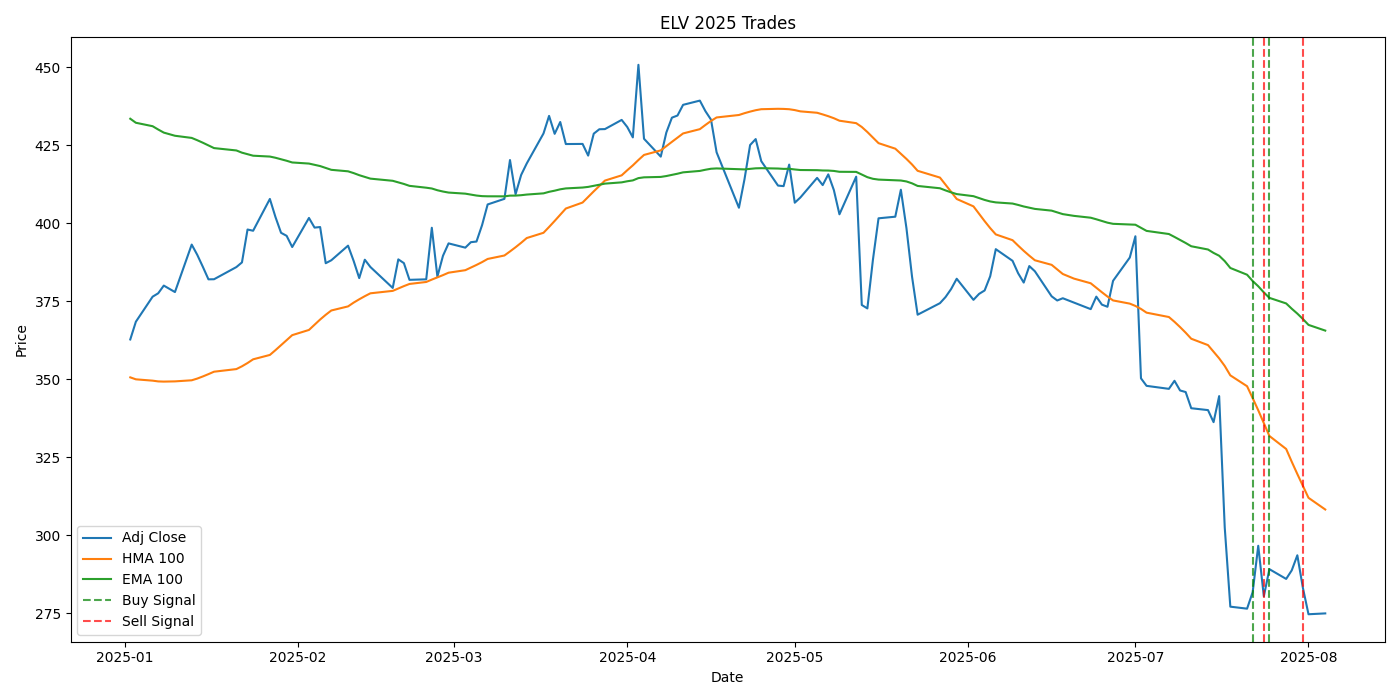 ELV 2025 Trades
Price
450
425
400
375
350
325
300
275
Adj Close
HMA 100
EMA 100
Buy Signal
Sell Signal
2025-01 2025-02 2025-03 2025-04 2025-05 2025-06 2025-07 2025-08
Date